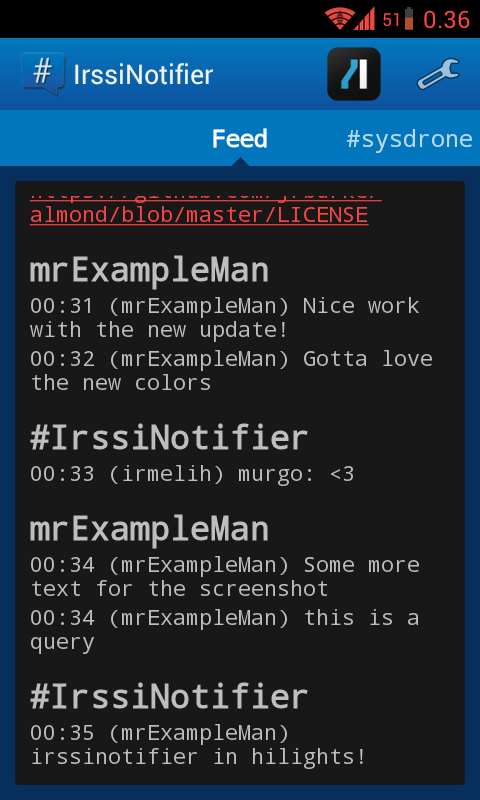 51 0.36
# IrssiNotifier
Feed #sysdrone
almond/blob/master/LICENSE
mrExampleMan
00:31 (mrExampleMan) Nice work
with the new update!
00:32 (mrExampleMan) Gotta love
the new colors
#IrssiNotifier
00:33 (irmelih) murgo: <3
mrExampleMan
00:34 (mrExampleMan) Some more
text for the screenshot
00:34 (mrExampleMan) this is a
query
#IrssiNotifier
00:35 (mrExampleMan)
irssinotifier in hilights!